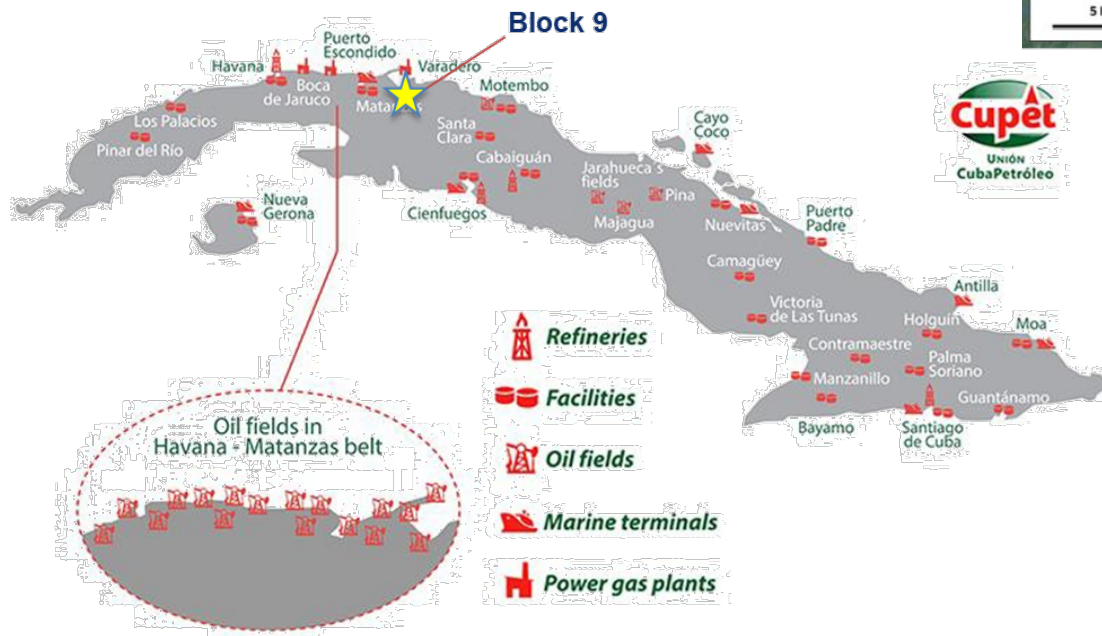 Block 9
5
Puerto
Escondido
Havana
Varadero
Boca
de Jaruco
Matanzas
Motembo
Los Palacios
Pinar del Río
Santa
Clara
Cabaiguán
Cayo
Coco
Cupet
UNIÓN
CubaPetróleo
Jarahueca´s
fields
Pina
Nueva
Gerona
Cienfuegos
Majagua
Nuevitas
Puerto
Padre
Camagüey
Antilla
Victoria
de Las Tunas
Holguín
Moa
Contramaestre
Palma
Soriano
Manzanillo
Guantánamo
Bayamo
Santiago
de Cuba
Refineries
Facilities
Oil fields
Marine terminals
Power gas plants
Oil fields in
Havana - Matanzas belt